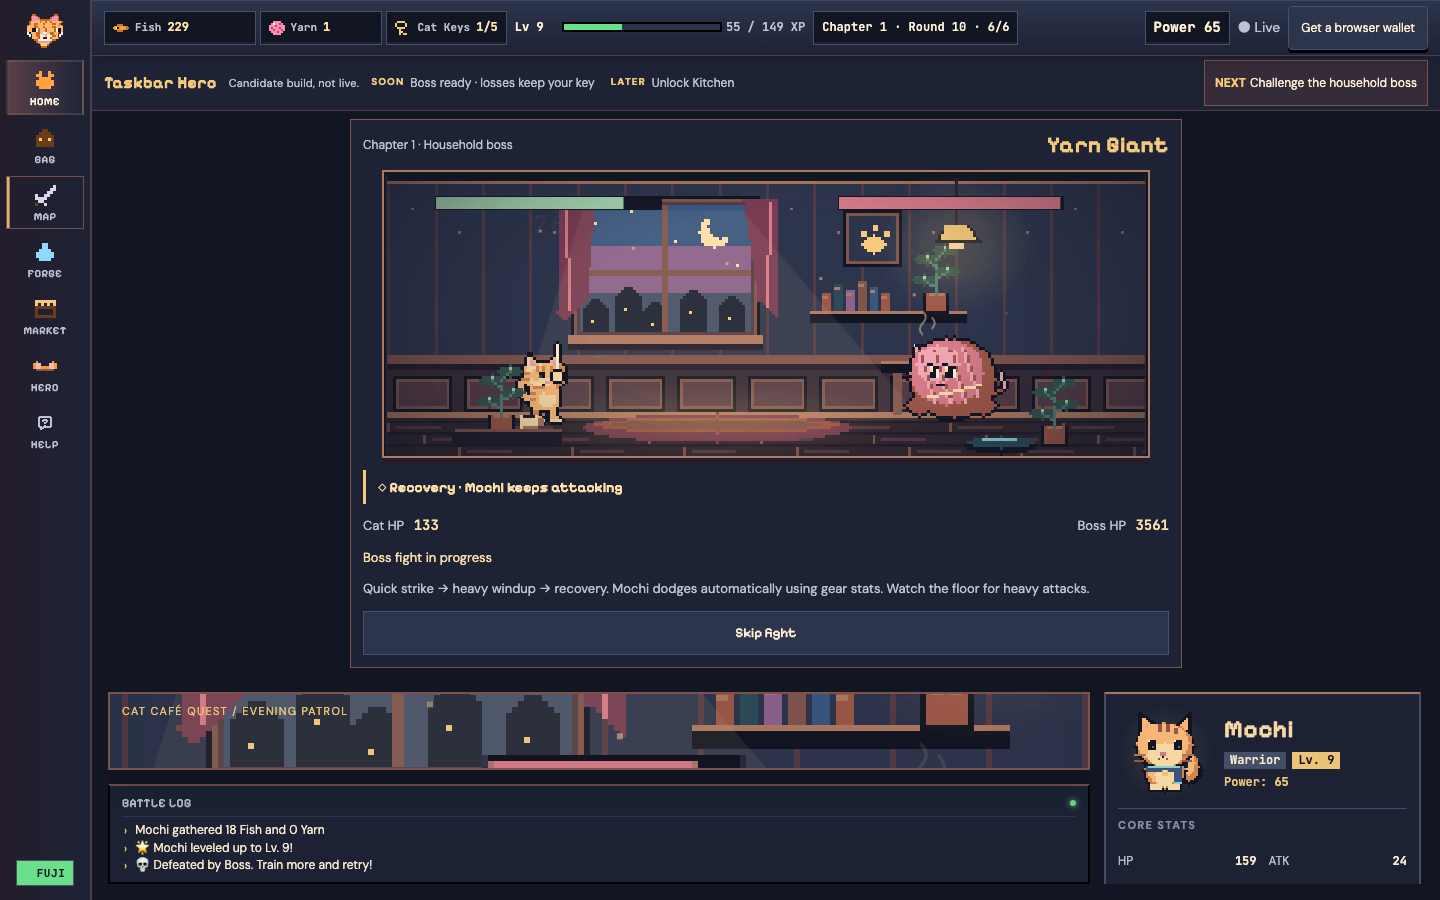 Fish 229
Yarn 1
Cat Keys 1/5
Lv 9
55 / 149 XP
Chapter 1 · Round 10 · 6/6
Power 65
Live
Get a browser wallet
Taskbar Hero
Candidate build, not live.
SOON Boss ready · losses keep your key
LATER Unlock Kitchen
NEXT Challenge the household boss
HOME
BAG
MAP
FORGE
MARKET
HERO
HELP
FUJI
Chapter 1 · Household boss
Yarn Giant
◇ Recovery · Mochi keeps attacking
Cat HP 133
Boss HP 3561
Boss fight in progress
Quick strike → heavy windup → recovery. Mochi dodges automatically using gear stats. Watch the floor for heavy attacks.
Skip fight
CAT CAFÉ QUEST / EVENING PATROL
BATTLE LOG
› Mochi gathered 18 Fish and 0 Yarn
› 🌟 Mochi leveled up to Lv. 9!
› 💀 Defeated by Boss. Train more and retry!
Mochi
Warrior Lv. 9
Power: 65
CORE STATS
HP 159 ATK 24